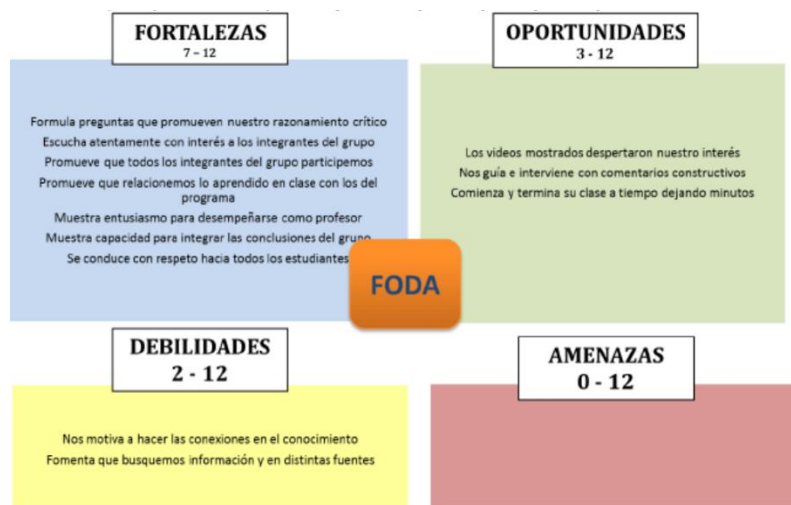 FORTALEZAS
7 – 12
Formula preguntas que promueven nuestro razonamiento crítico
Escucha atentamente con interés a los integrantes del grupo
Promueve que todos los integrantes del grupo participemos
Promueve que relacionemos lo aprendido en clase con los del
programa
Muestra entusiasmo para desempeñarse como profesor
Muestra capacidad para integrar las conclusiones del grupo
Se conduce con respeto hacia todos los estudiantes
OPORTUNIDADES
3 - 12
Los videos mostrados despertaron nuestro interés
Nos guía e interviene con comentarios constructivos
Comienza y termina su clase a tiempo dejando minutos
FODA
DEBILIDADES
2 - 12
Nos motiva a hacer las conexiones en el conocimiento
Fomenta que busquemos información y en distintas fuentes
AMENAZAS
0 - 12